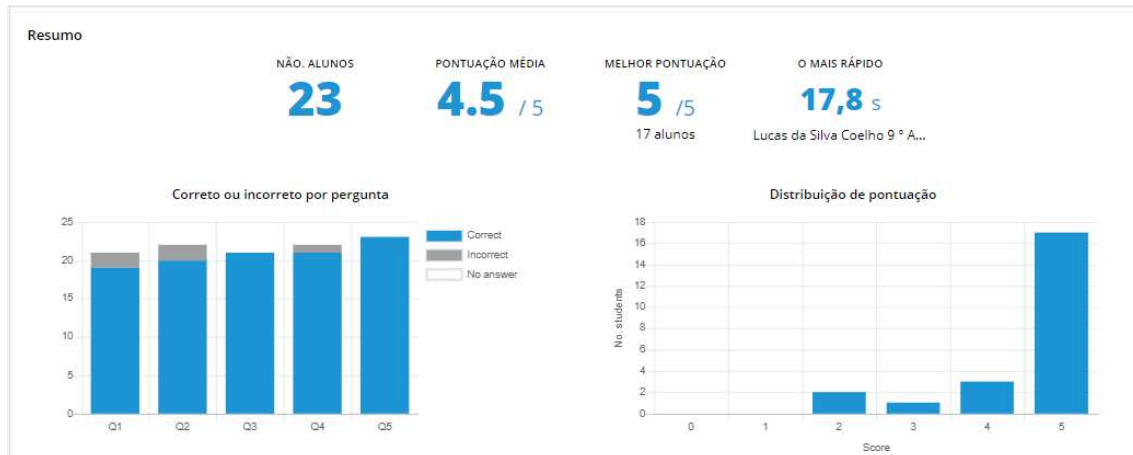 Resumo
NÃO. ALUNOS
23
PONTUAÇÃO MÉDIA
4.5 / 5
MELHOR PONTUAÇÃO
5 /5
17 alunos
O MAIS RÁPIDO
17,8 s
Lucas da Silva Coelho 9 º A...
Correto ou incorreto por pergunta
25
20
15
10
5
0
Q1 Q2 Q3 Q4 Q5
Correct
Incorrect
No answer
Distribuição de pontuação
No. students
18
16
14
12
10
8
6
4
2
0
0 1 2 3 4 5
Score